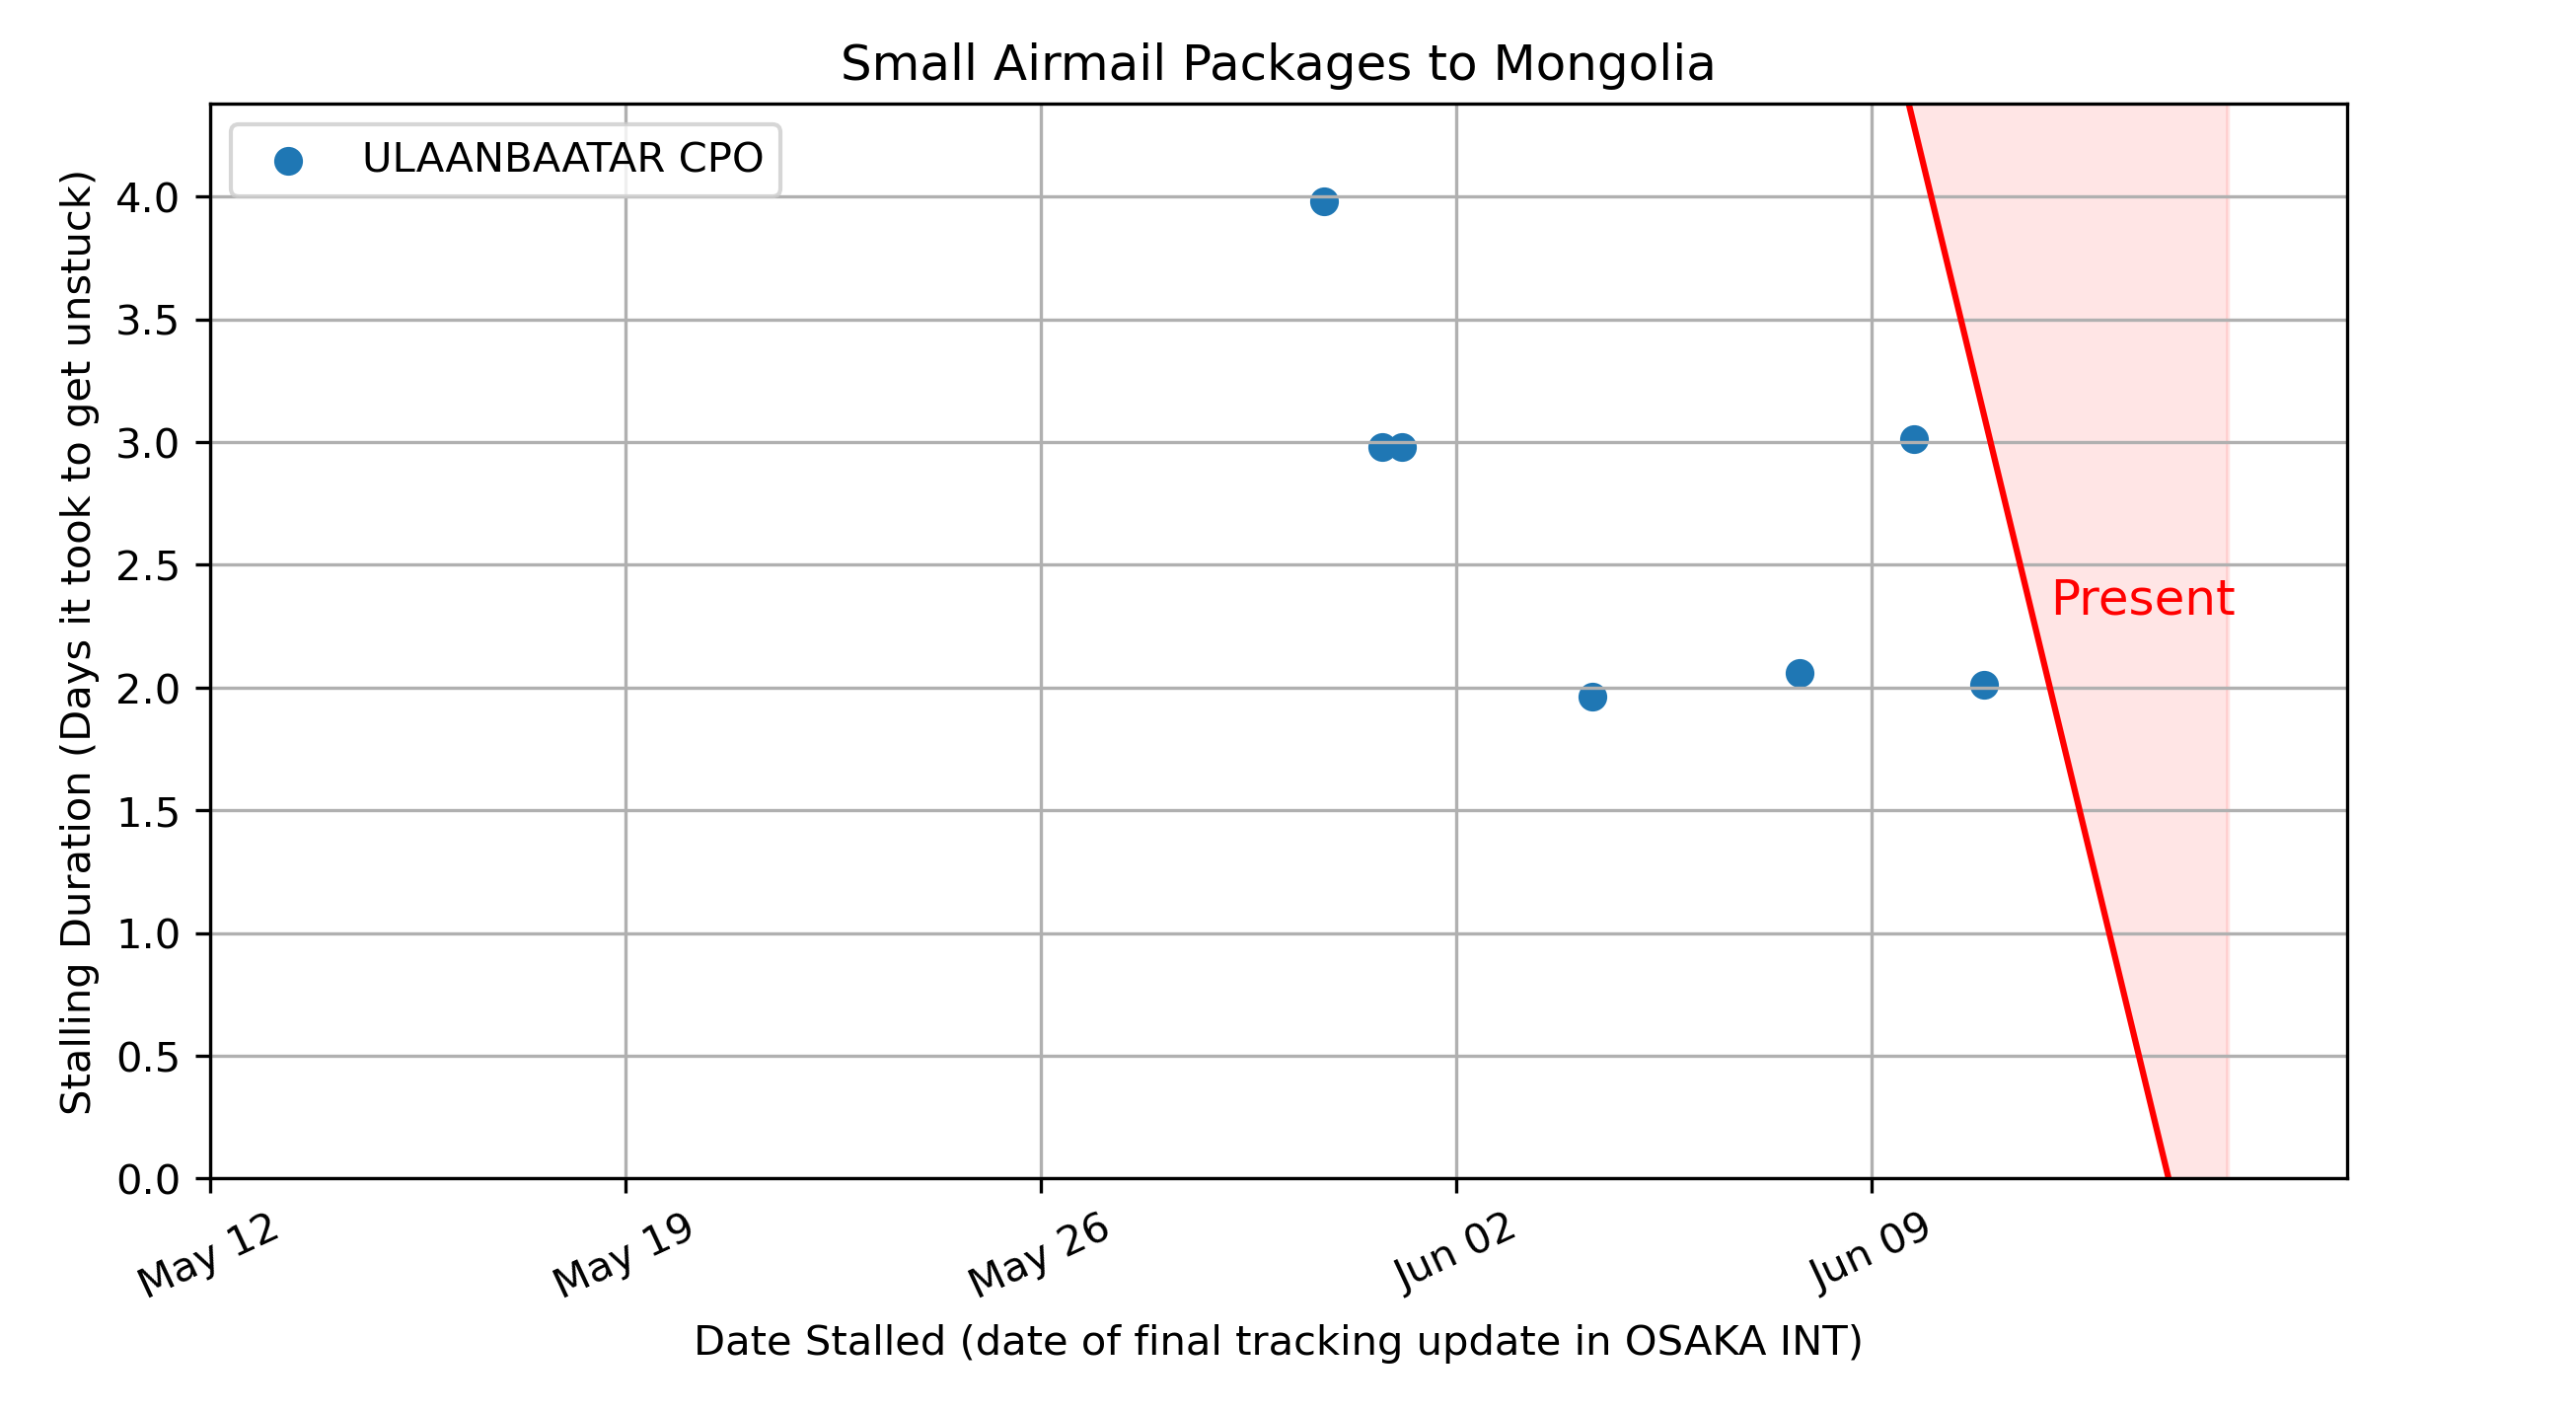 Small Airmail Packages to Mongolia
ULAANBAATAR CPO
Stalling Duration (Days it took to get unstuck)
4.0
3.5
3.0
2.5
2.0
1.5
1.0
0.5
0.0
Present
May 12
May 19
May 26
Jun 02
Jun 09
Date Stalled (date of final tracking update in OSAKA INT)